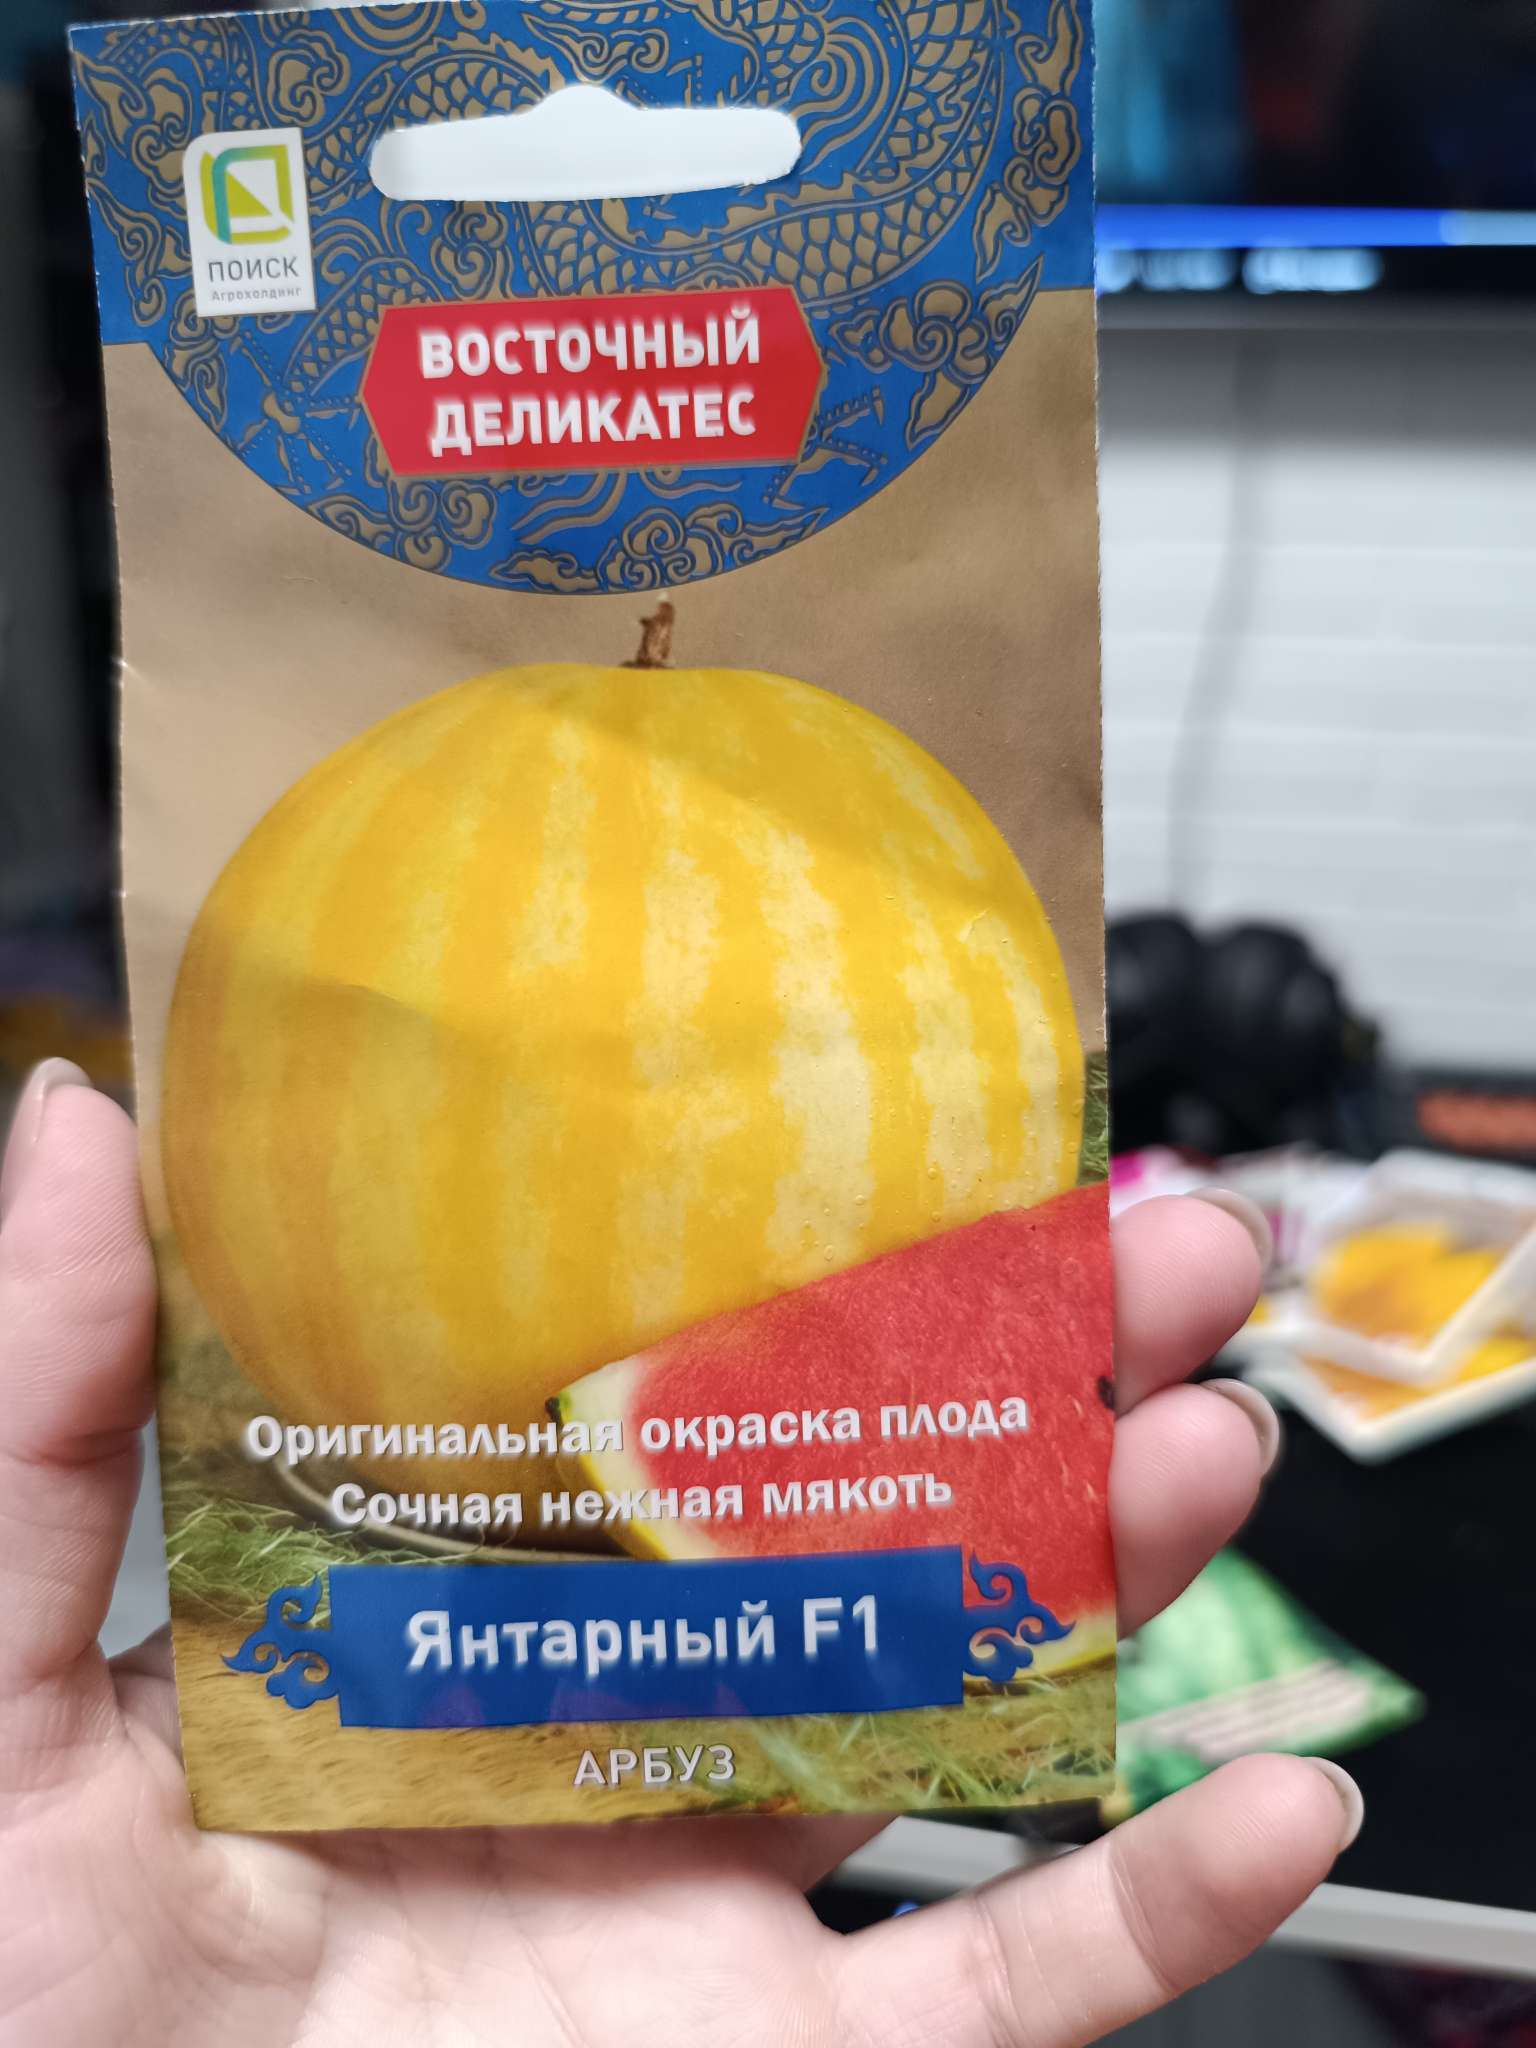 ПОИСК
Агрохолдинг
ВОСТОЧНЫЙ
ДЕЛИКАТЕС
Оригинальная окраска плода
Сочная нежная мякоть
Янтарный F1
АРБУЗ